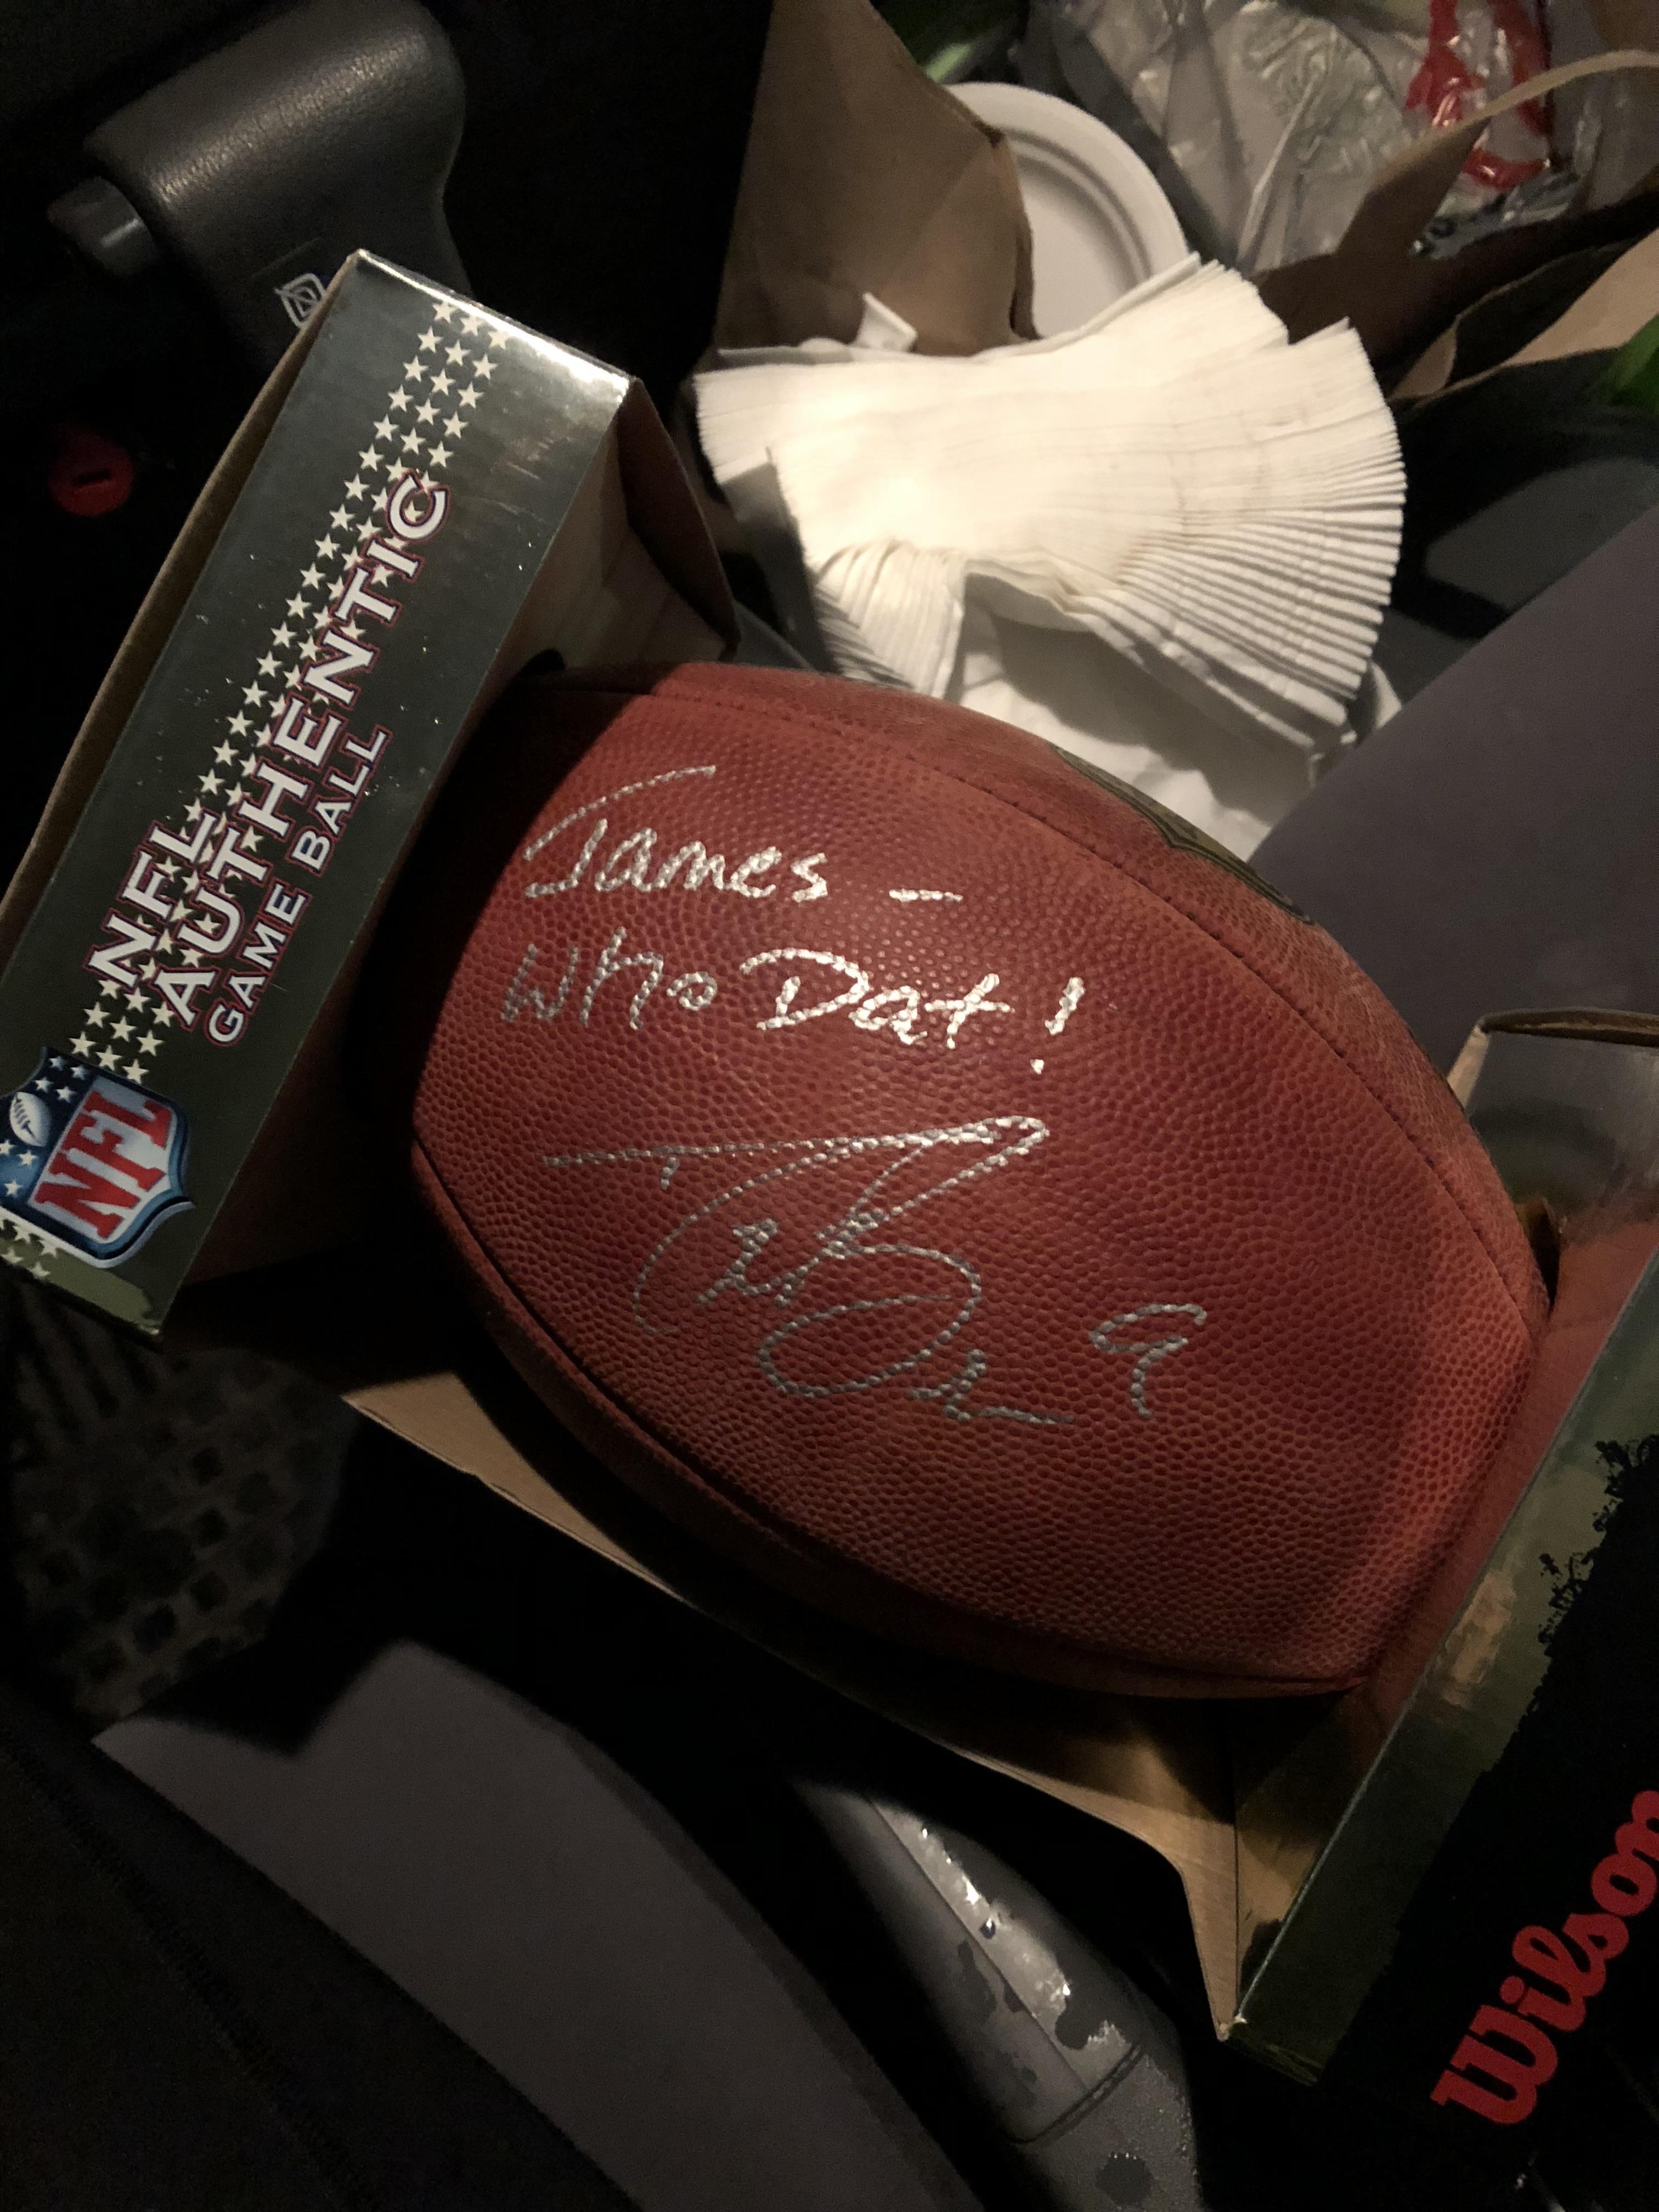 NFL
AUTHENTIC
GAME BALL
NFL
James –
Who Dat!
9
Wilson